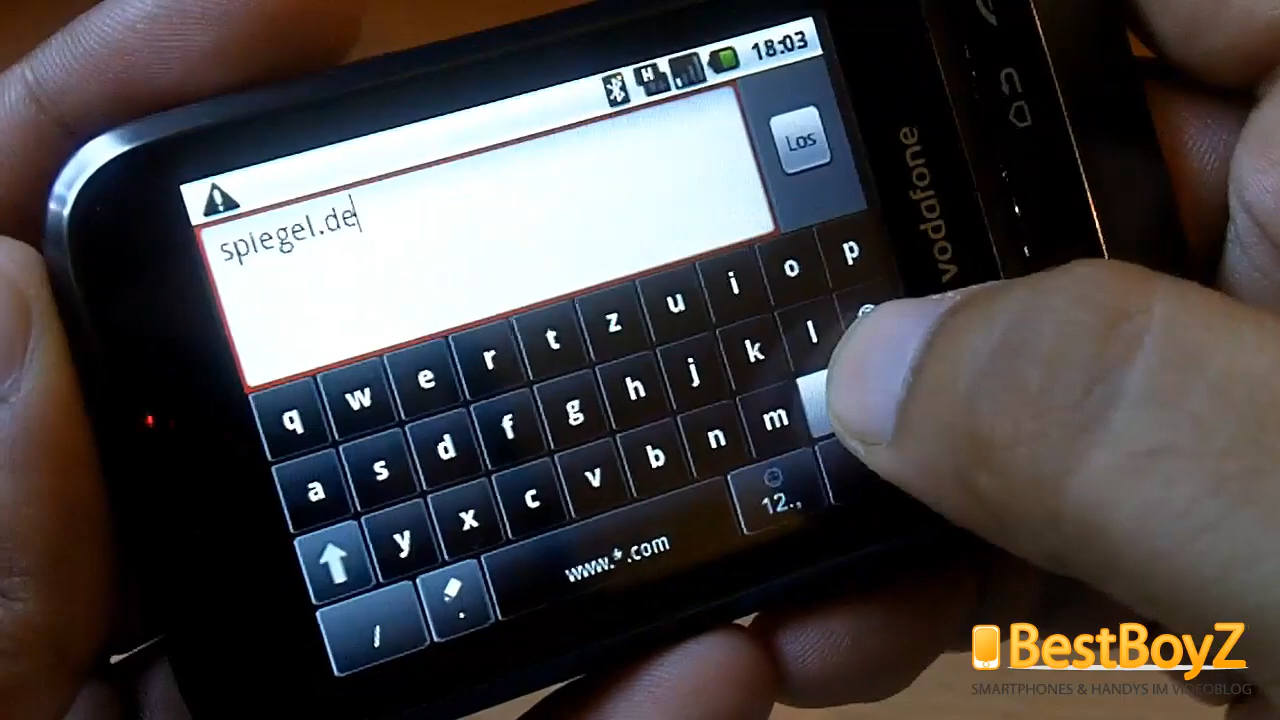 18:03
H
Los
spiegel.de
q w e r t z u i o p
a s d f g h j k l
y x c v b n m
12.,
/ . www.*.com
vodafone
BestBoyZ
SMARTPHONES & HANDYS IM VIDEOBLOG